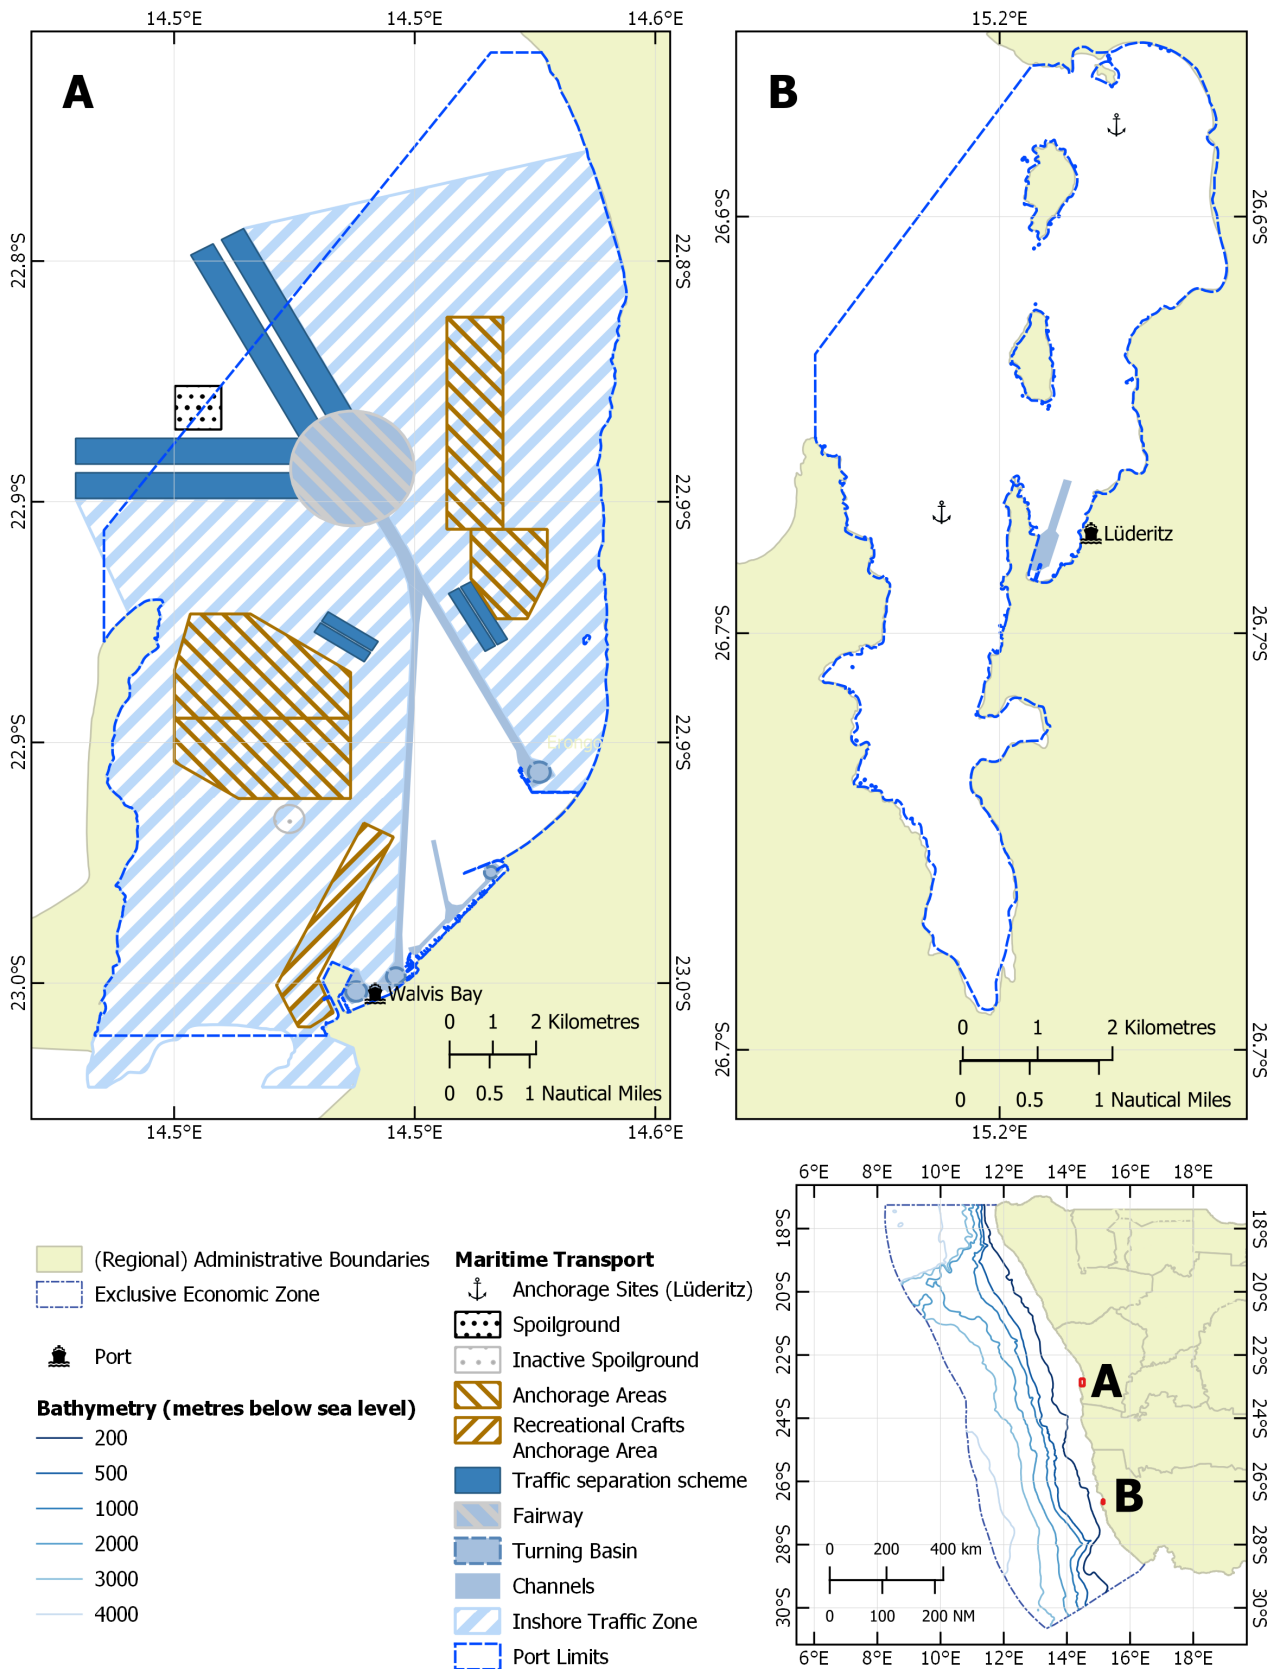 14.5°E 14.5°E 14.6°E
A
22.8°S 22.8°S
22.9°S 22.9°S
22.9°S 22.9°S
Erongo
23.0°S 23.0°S
Walvis Bay
0 1 2 Kilometres
0 0.5 1 Nautical Miles
14.5°E 14.5°E 14.6°E
15.2°E
B
26.9°S 26.6°S
Lüderitz
26.7°S 26.7°S
0 1 2 Kilometres
26.7°S 26.7°S
0 0.5 1 Nautical Miles
15.2°E
(Regional) Administrative Boundaries
Exclusive Economic Zone
Port
Bathymetry (metres below sea level)
200
500
1000
2000
3000
4000
Maritime Transport
Anchorage Sites (Lüderitz)
Spoilground
Inactive Spoilground
Anchorage Areas
Recreational Crafts
Anchorage Area
Traffic separation scheme
Fairway
Turning Basin
Channels
Inshore Traffic Zone
Port Limits
6°E 8°E 10°E 12°E 14°E 16°E 18°E
18°S 18°S
20°S 20°S
22°S 22°S
A
24°S 24°S
26°S 26°S
B
28°S 28°S
0 200 400 km
0 100 200 NM
30°S 30°S
6°E 8°E 10°E 12°E 14°E 16°E 18°E